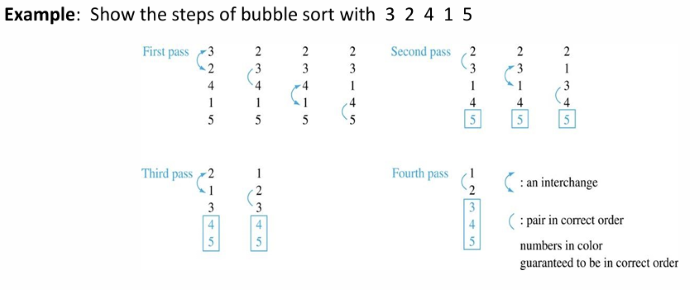 Example: Show the steps of bubble sort with 3 2 4 1 5
First pass 3 2 2 2 Second pass 2 2 2
2 3 3 3 3 3 1
4 4 4 1 1 1 3
1 1 1 4 4 4 4
5 5 5 5 5 5 5
Third pass 2 1 Fourth pass 1
1 2 2 : an interchange
3 3 3
4 4 4 : pair in correct order
5 5 5 numbers in color
guaranteed to be in correct order